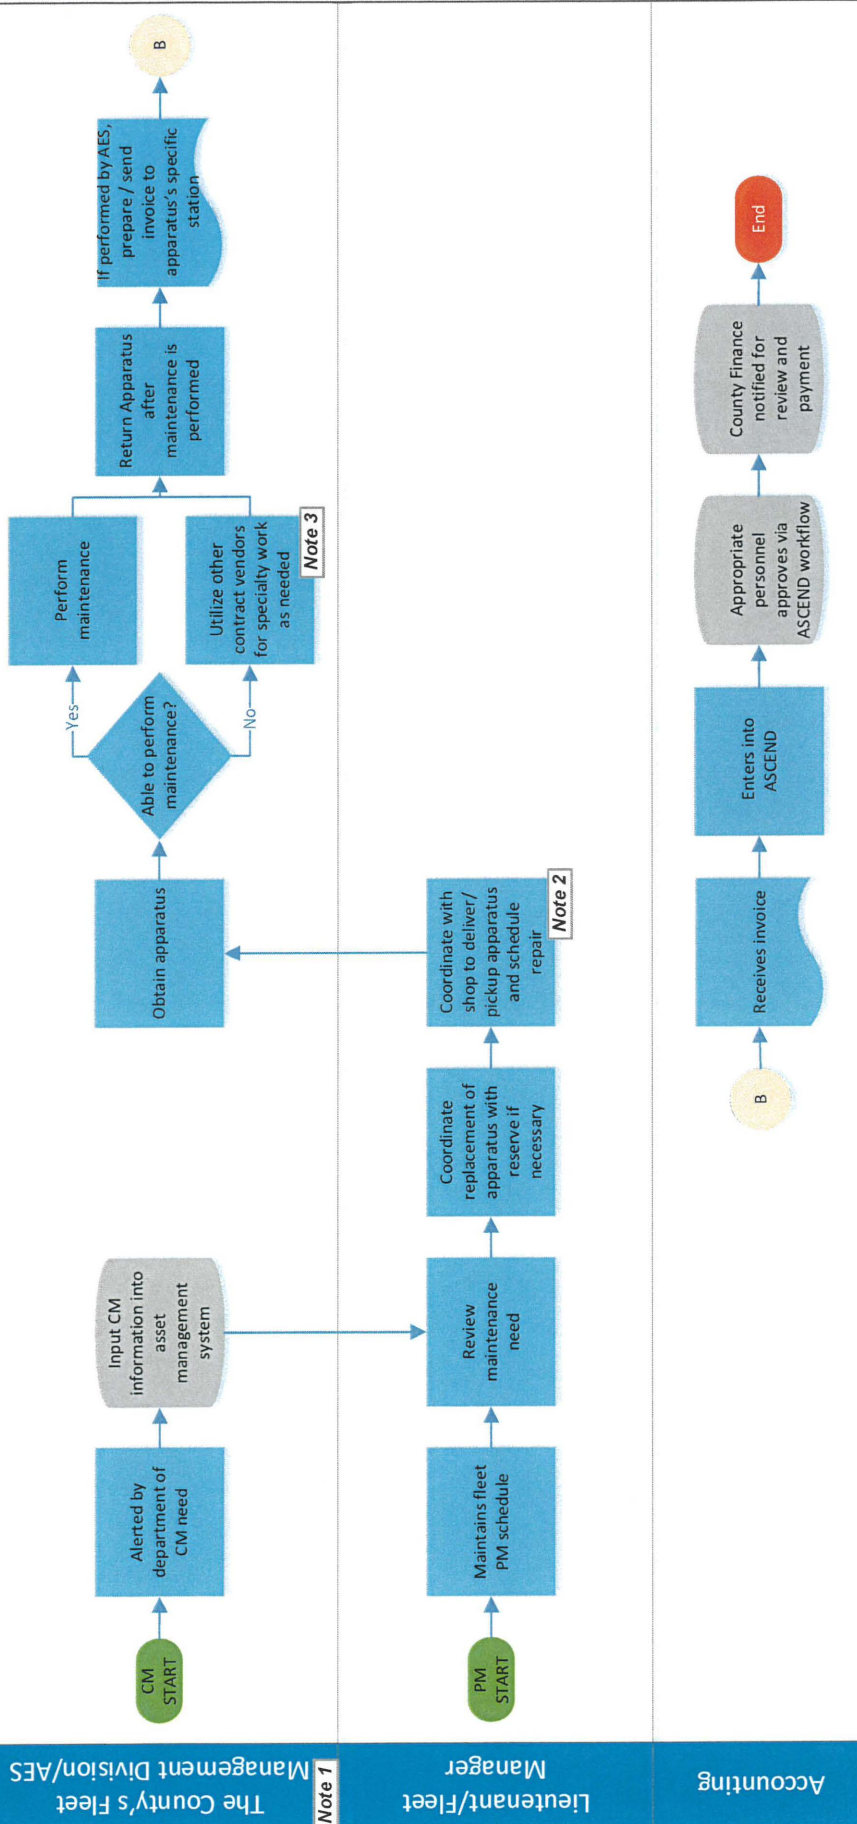 The County's Fleet
Management Division/AES
Note 1
CM
START
Alerted by
department of
CM need
Input CM
information into
asset
management
system
Obtain apparatus
Able to perform
maintenance?
Yes
No
Perform
maintenance
Utilize other
contract vendors
for specialty work
as needed
Note 3
Return Apparatus
after
maintenance is
performed
If performed by AES,
prepare / send
invoice to
apparatus's specific
station
B
Lieutenant/Fleet
Manager
PM
START
Maintains fleet
PM schedule
Review
maintenance
need
Coordinate
replacement of
apparatus with
reserve if
necessary
Coordinate with
shop to deliver/
pickup apparatus
and schedule
repair
Note 2
Accounting
B
Receives invoice
Enters into
ASCEND
Appropriate
personnel
approves via
ASCEND workflow
County Finance
notified for
review and
payment
End